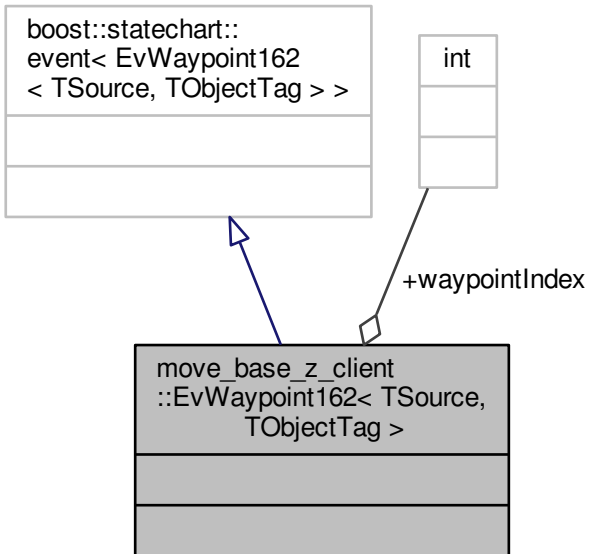 boost::statechart::
event< EvWaypoint162
< TSource, TObjectTag > >
int
+waypointIndex
move_base_z_client
::EvWaypoint162< TSource,
TObjectTag >